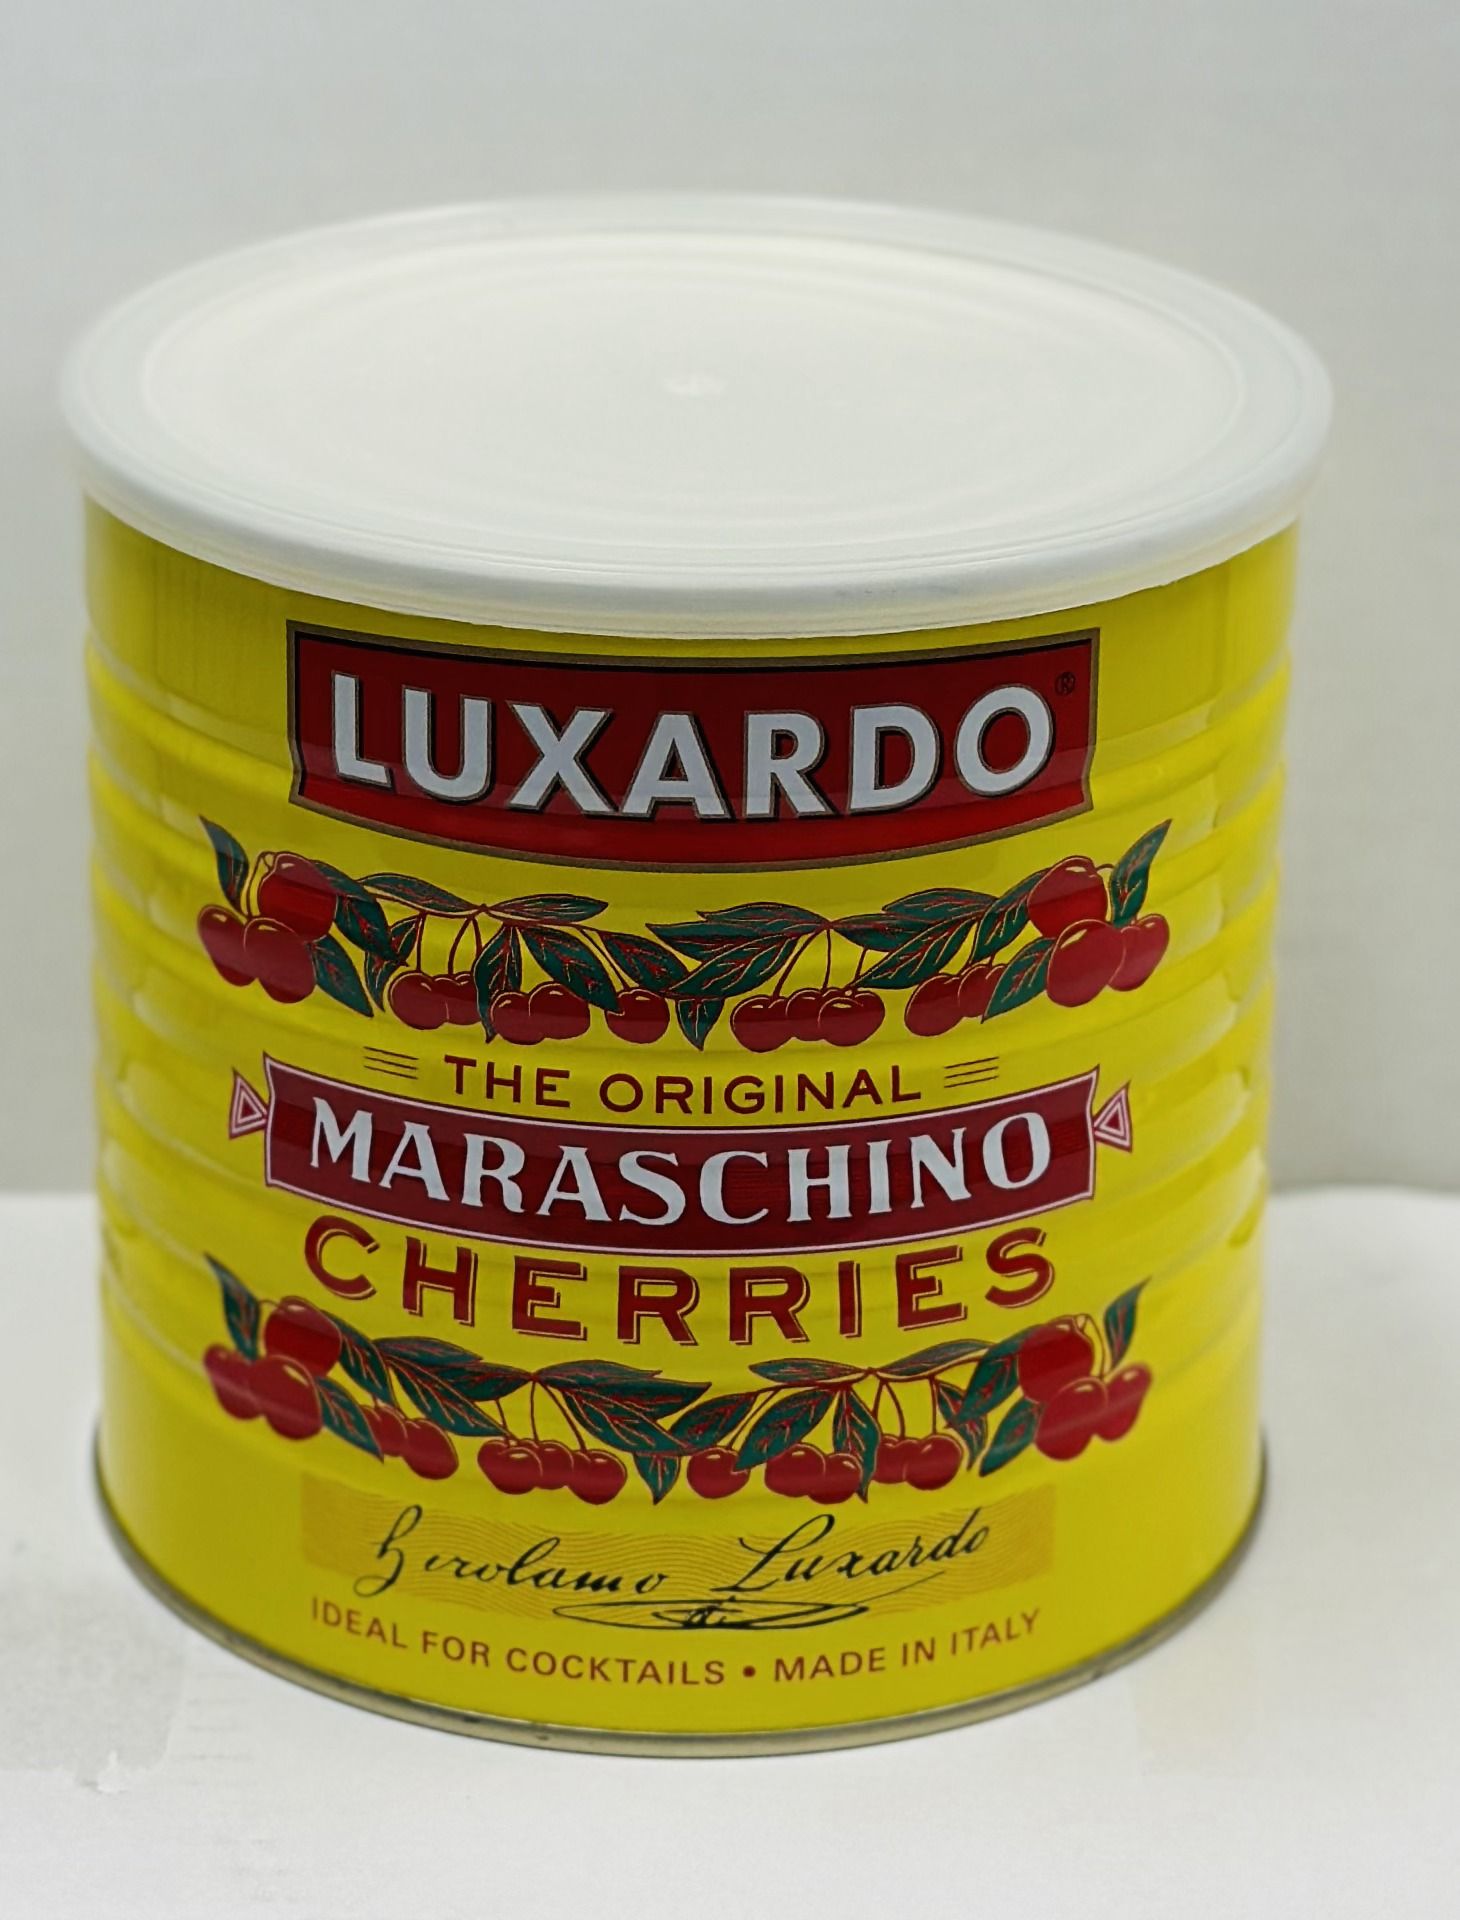 LUXARDO®
THE ORIGINAL
MARASCHINO
CHERRIES
Girolamo Luxardo
IDEAL FOR COCKTAILS • MADE IN ITALY